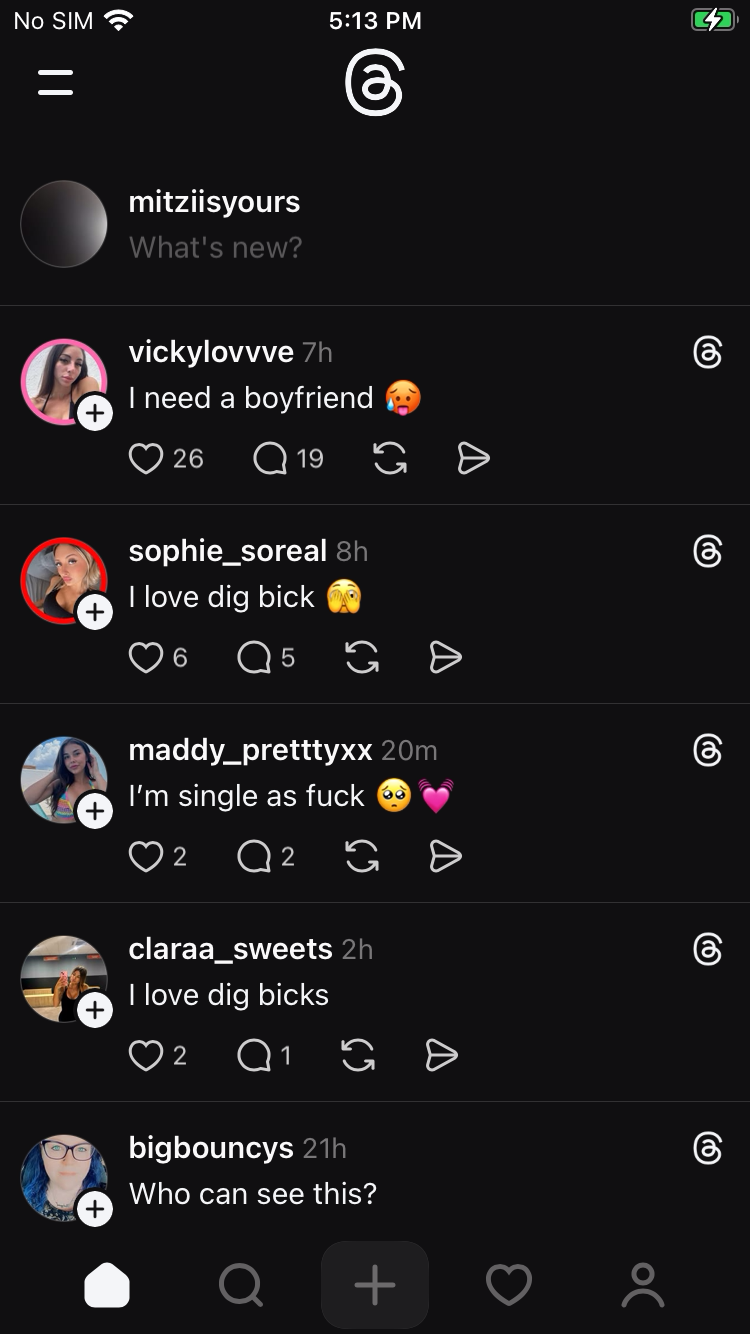 No SIM 5:13 PM
mitziisyours
What's new?
vickylovvve 7h
I need a boyfriend 🥵
26 19
sophie_soreal 8h
I love dig bick 🫣
6 5
maddy_pretttyxx 20m
I’m single as fuck 🥺💓
2 2
claraa_sweets 2h
I love dig bicks
2 1
bigbouncys 21h
Who can see this?